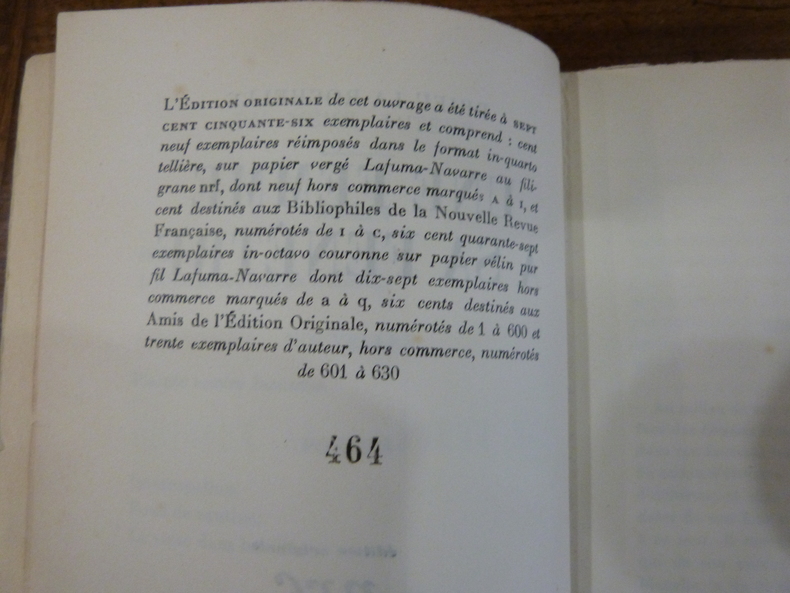 L'ÉDITION ORIGINALE de cet ouvrage a été tirée à SEPT
CENT CINQUANTE-SIX exemplaires et comprend : cent
neuf exemplaires réimposés dans le format in-quarto
tellière, sur papier vergé Lafuma-Navarre au fili-
grane nrf, dont neuf hors commerce marqués A à I, et
cent destinés aux Bibliophiles de la Nouvelle Revue
Française, numérotés de I à C, six cent quarante-sept
exemplaires in-octavo couronne sur papier vélin pur
fil Lafuma-Navarre dont dix-sept exemplaires hors
commerce marqués de a à q, six cents destinés aux
Amis de l'Édition Originale, numérotés de 1 à 600 et
trente exemplaires d'auteur, hors commerce, numérotés
de 601 à 630
464